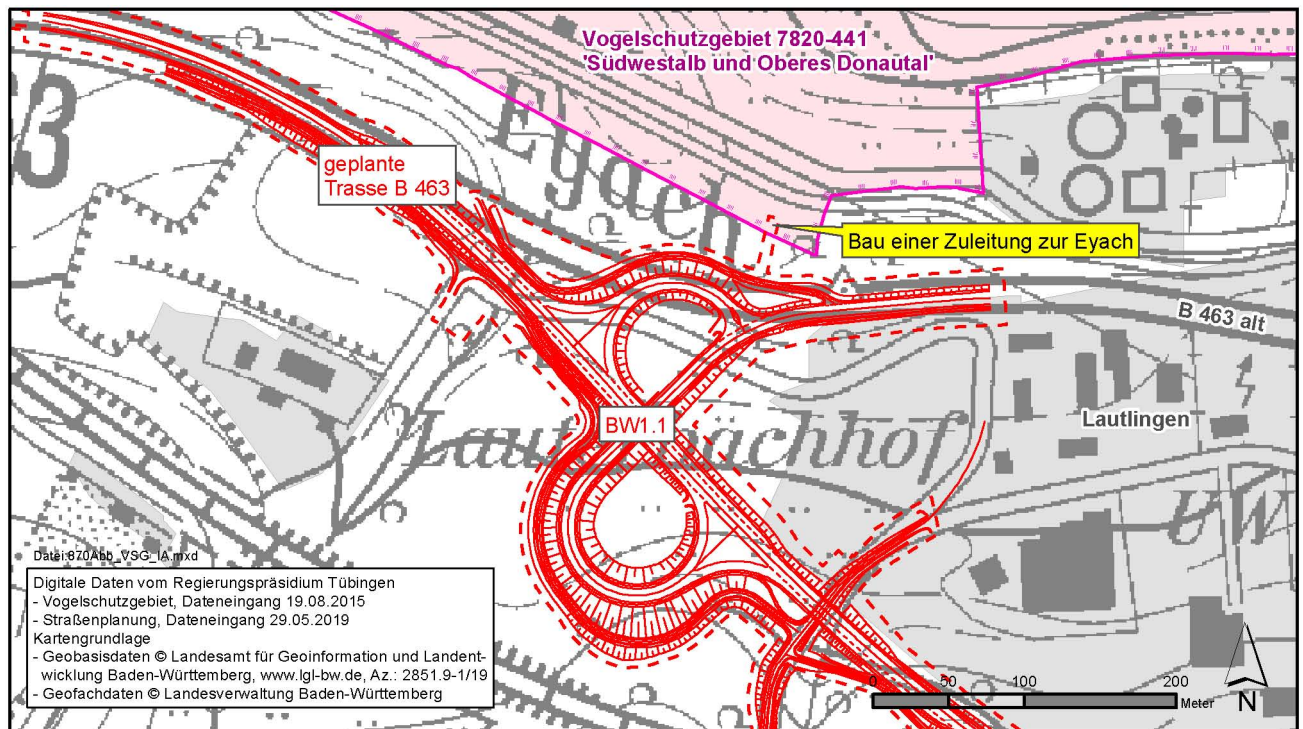 Vogelschutzgebiet 7820-441
'Südwestalb und Oberes Donautal'
Eyach
3
geplante
Trasse B 463
Bau einer Zuleitung zur Eyach
B 463 alt
BW1.1
Lautlingen
UW
Datei:870Abb_VSG_IA.mxd
Digitale Daten vom Regierungspräsidium Tübingen
- Vogelschutzgebiet, Dateneingang 19.08.2015
- Straßenplanung, Dateneingang 29.05.2019
Kartengrundlage
- Geobasisdaten © Landesamt für Geoinformation und Landent-
wicklung Baden-Württemberg, www.lgl-bw.de, Az.: 2851.9-1/19
- Geofachdaten © Landesverwaltung Baden-Württemberg
0 50 100 200
Meter
N